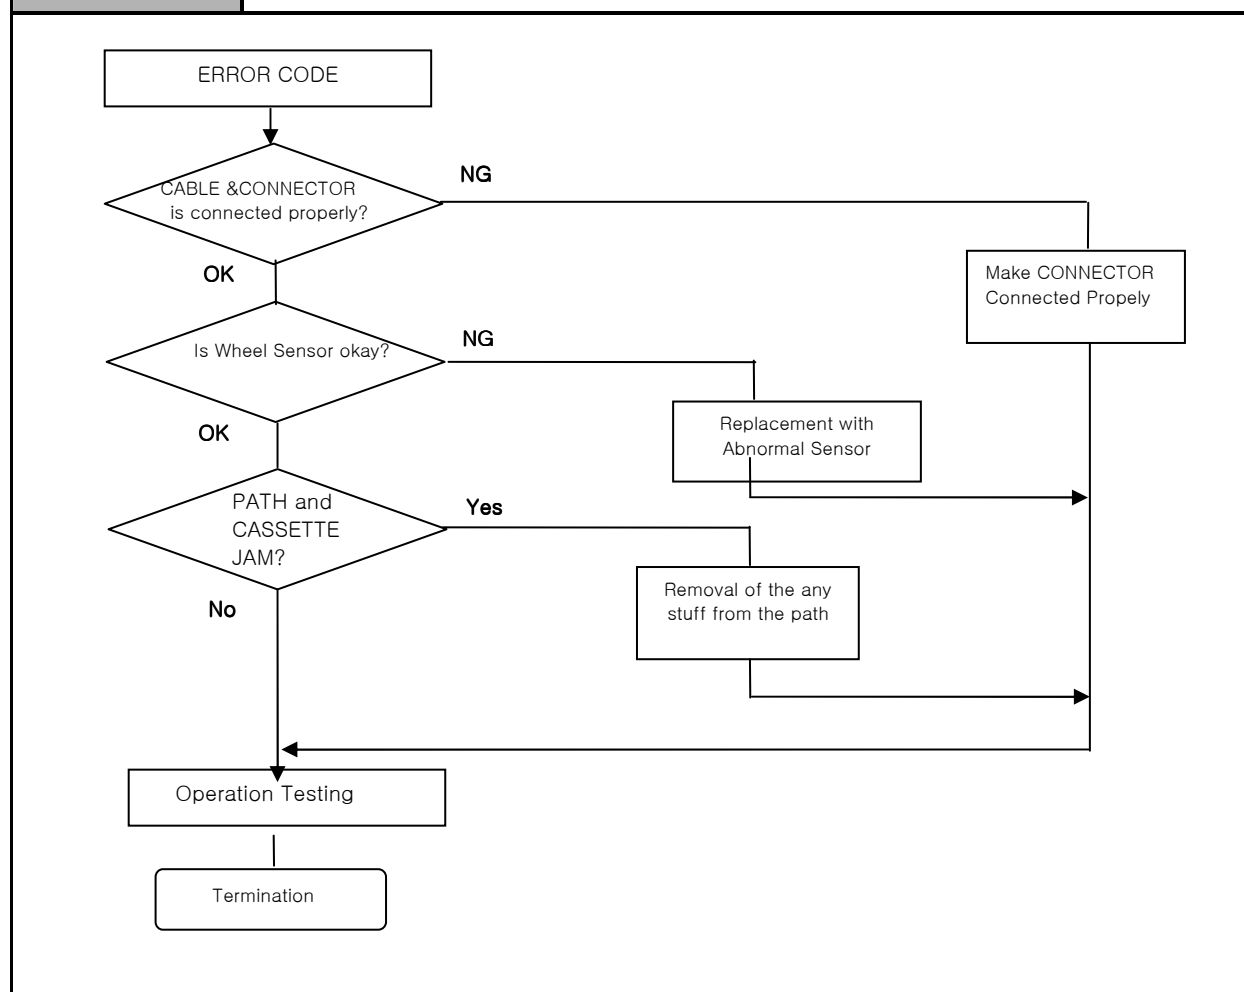 ERROR CODE
NG
CABLE &CONNECTOR
is connected properly?
OK
Make CONNECTOR
Connected Propely
NG
Is Wheel Sensor okay?
OK
Replacement with
Abnormal Sensor
Yes
PATH and
CASSETTE
JAM?
No
Removal of the any
stuff from the path
Operation Testing
Termination